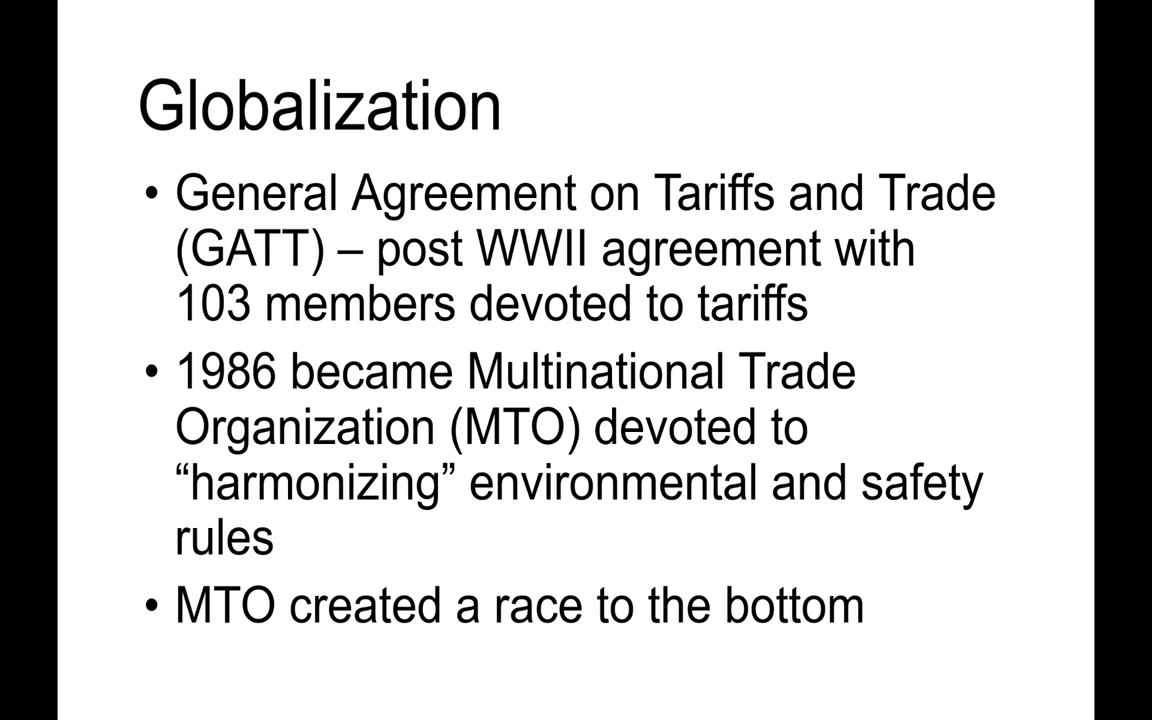 Globalization
• General Agreement on Tariffs and Trade
(GATT) – post WWII agreement with
103 members devoted to tariffs
• 1986 became Multinational Trade
Organization (MTO) devoted to
“harmonizing” environmental and safety
rules
• MTO created a race to the bottom